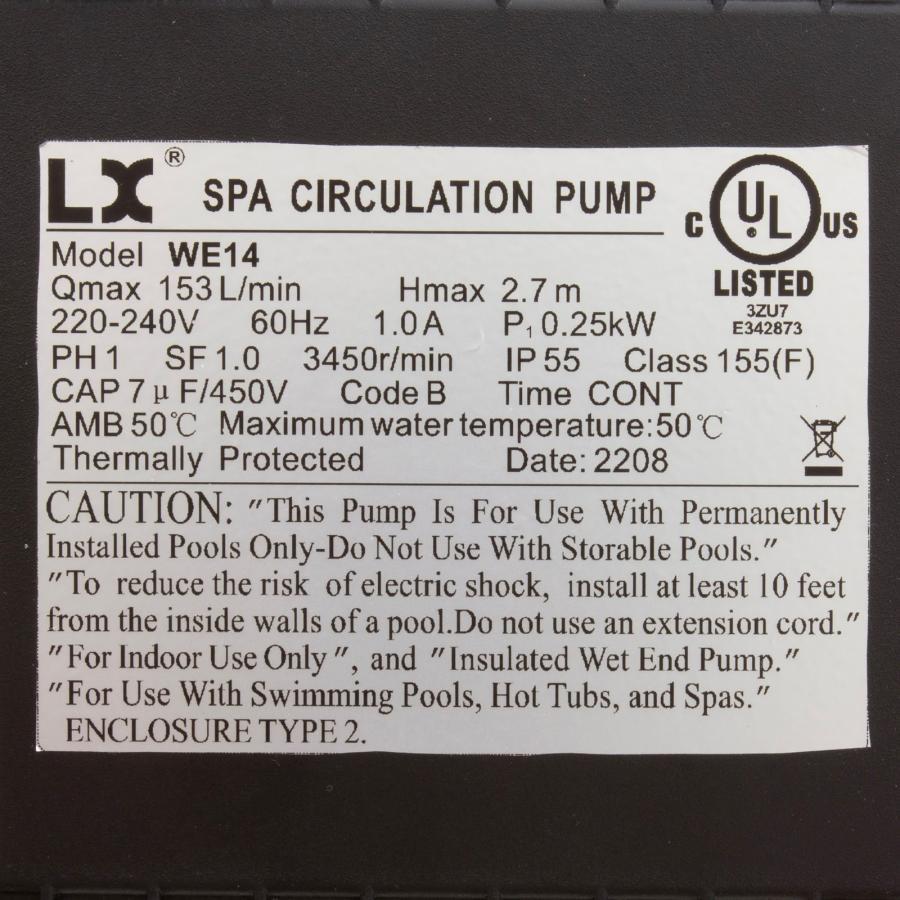 LX® SPA CIRCULATION PUMP
C UL US
LISTED
3ZU7
E342873
Model WE14
Qmax 153 L/min Hmax 2.7 m
220-240V 60Hz 1.0A P₁ 0.25kW
PH 1 SF 1.0 3450r/min IP 55 Class 155(F)
CAP 7 μ F/450V Code B Time CONT
AMB 50℃ Maximum water temperature:50℃
Thermally Protected Date: 2208
CAUTION: "This Pump Is For Use With Permanently
Installed Pools Only-Do Not Use With Storable Pools."
"To reduce the risk of electric shock, install at least 10 feet
from the inside walls of a pool.Do not use an extension cord."
"For Indoor Use Only ", and "Insulated Wet End Pump."
"For Use With Swimming Pools, Hot Tubs, and Spas."
ENCLOSURE TYPE 2.